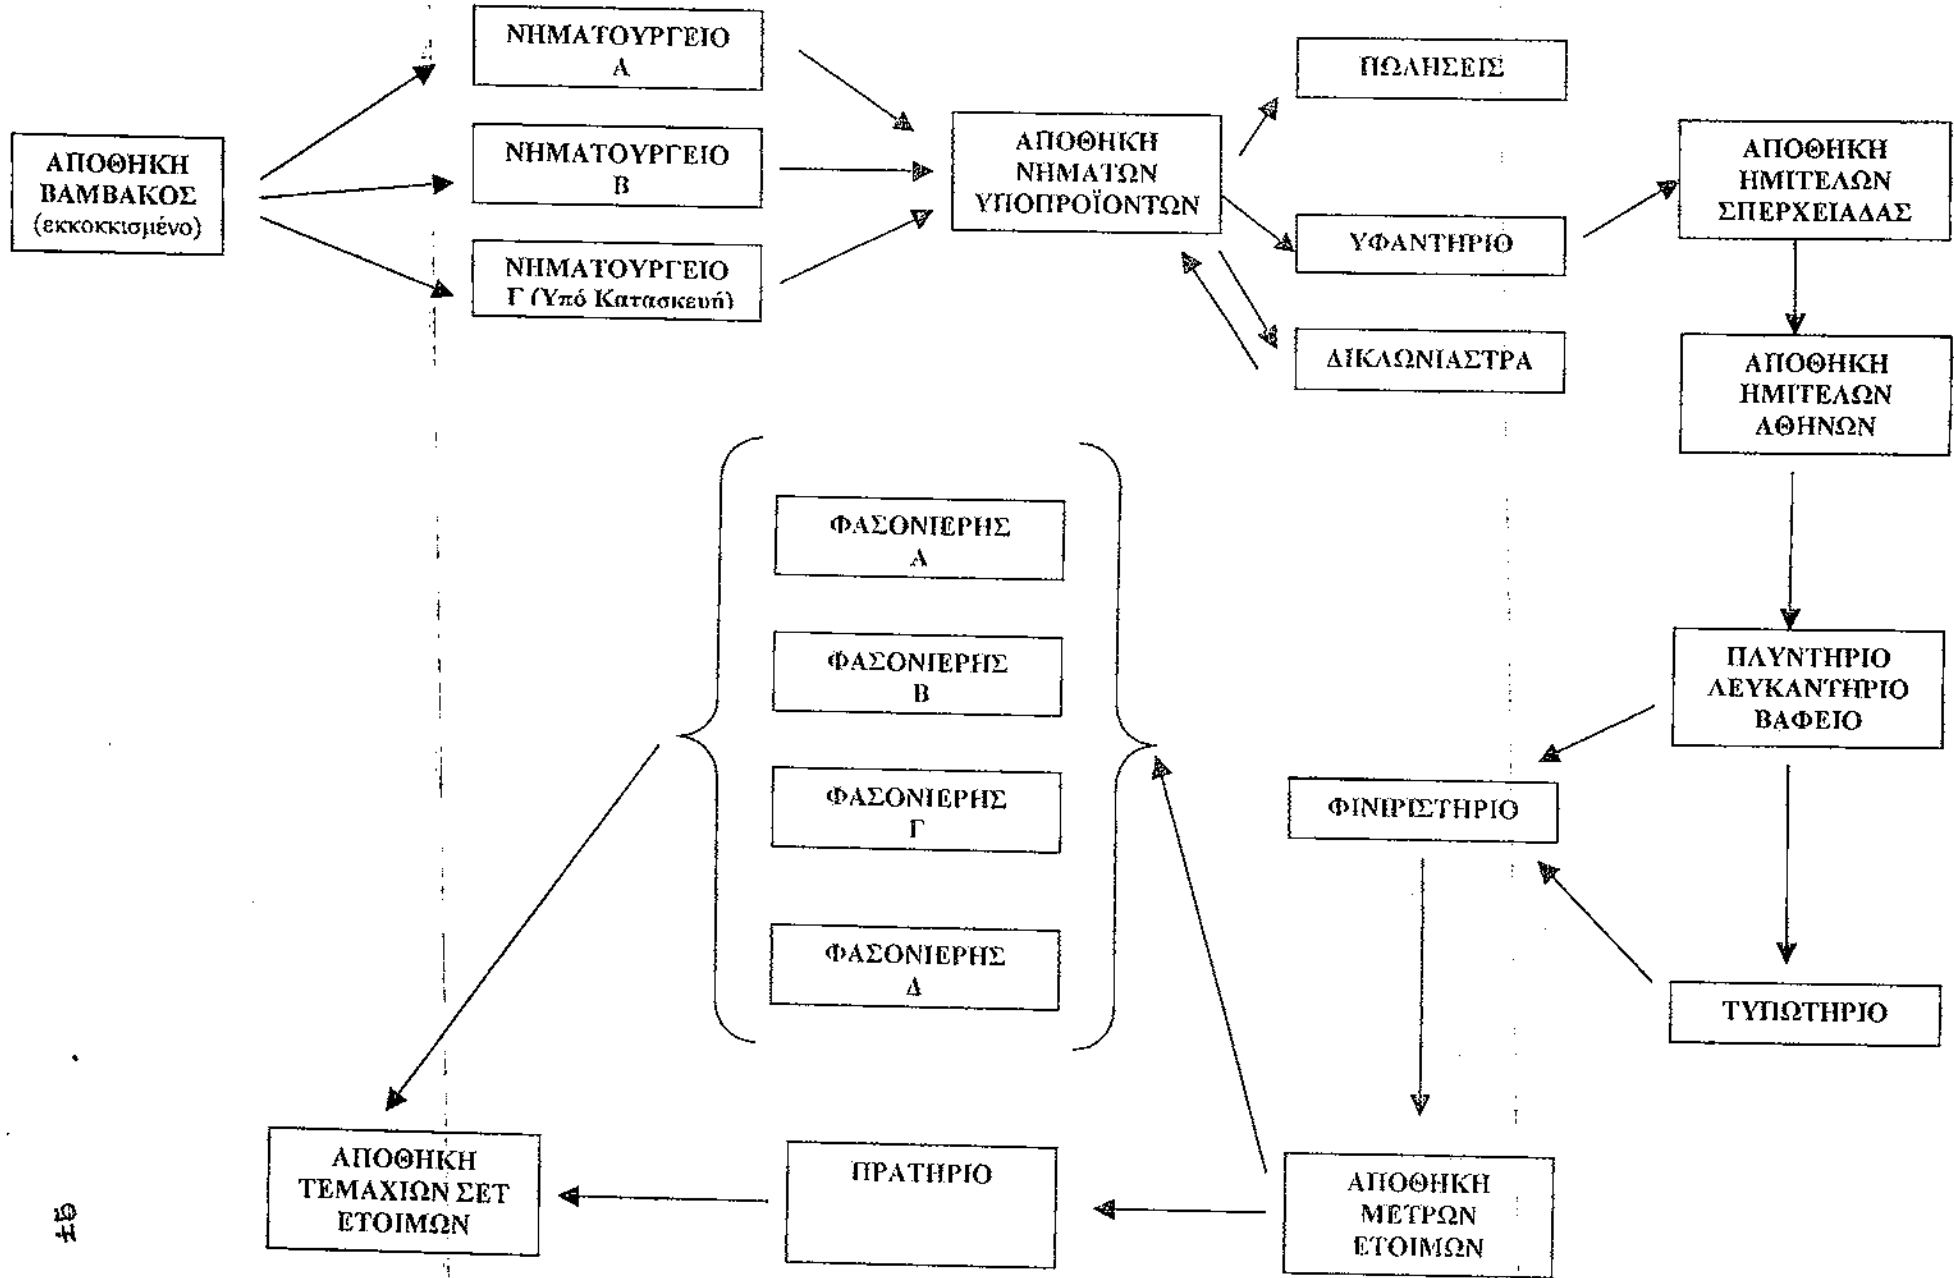 ΝΗΜΑΤΟΥΡΓΕΙΟ
Α
ΠΩΛΗΣΕΙΣ
ΑΠΟΘΗΚΗ
ΒΑΜΒΑΚΟΣ
(εκκοκκισμένο)
ΝΗΜΑΤΟΥΡΓΕΙΟ
Β
ΑΠΟΘΗΚΗ
ΝΗΜΑΤΩΝ
ΥΠΟΠΡΟΪΟΝΤΩΝ
ΑΠΟΘΗΚΗ
ΗΜΙΤΕΛΩΝ
ΣΠΕΡΧΕΙΑΔΑΣ
ΥΦΑΝΤΗΡΙΟ
ΝΗΜΑΤΟΥΡΓΕΙΟ
Γ (Υπό Κατασκευή)
ΔΙΚΛΩΝΙΑΣΤΡΑ
ΑΠΟΘΗΚΗ
ΗΜΙΤΕΛΩΝ
ΑΘΗΝΩΝ
ΦΑΣΟΝΙΕΡΗΣ
Α
ΦΑΣΟΝΙΕΡΗΣ
Β
ΠΛΥΝΤΗΡΙΟ
ΛΕΥΚΑΝΤΗΡΙΟ
ΒΑΦΕΙΟ
ΦΑΣΟΝΙΕΡΗΣ
Γ
ΦΙΝΙΡΙΣΤΗΡΙΟ
ΦΑΣΟΝΙΕΡΗΣ
Δ
ΤΥΠΩΤΗΡΙΟ
ΑΠΟΘΗΚΗ
ΤΕΜΑΧΙΩΝ ΣΕΤ
ΕΤΟΙΜΩΝ
ΠΡΑΤΗΡΙΟ
ΑΠΟΘΗΚΗ
ΜΕΤΡΩΝ
ΕΤΟΙΜΩΝ